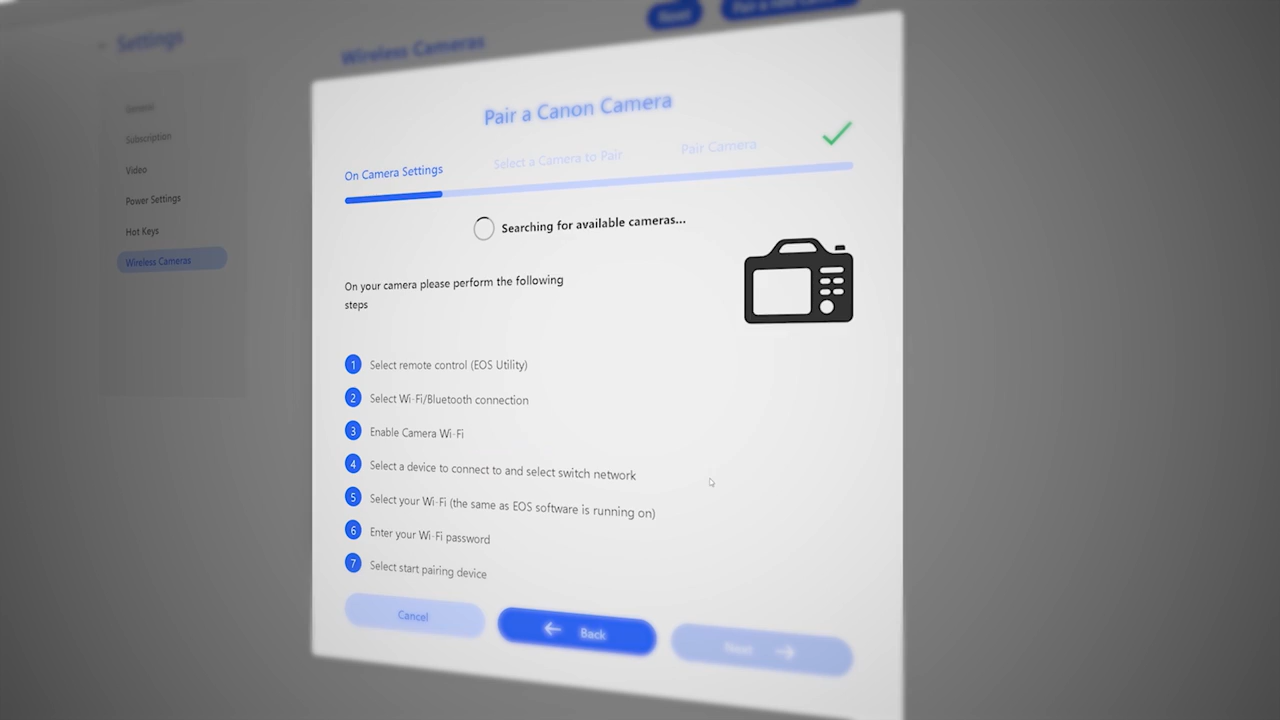 Settings
General
Subscription
Video
Power Settings
Hot Keys
Wireless Cameras
Wireless Cameras
Pair a
Pair a Canon Camera
On Camera Settings
Select a Camera to Pair
Pair Camera
Searching for available cameras...
On your camera please perform the following
steps
1 Select remote control (EOS Utility)
2 Select Wi-Fi/Bluetooth connection
3 Enable Camera Wi-Fi
4 Select a device to connect to and select switch network
5 Select your Wi-Fi (the same as EOS software is running on)
6 Enter your Wi-Fi password
7 Select start pairing device
Cancel
Back
Next